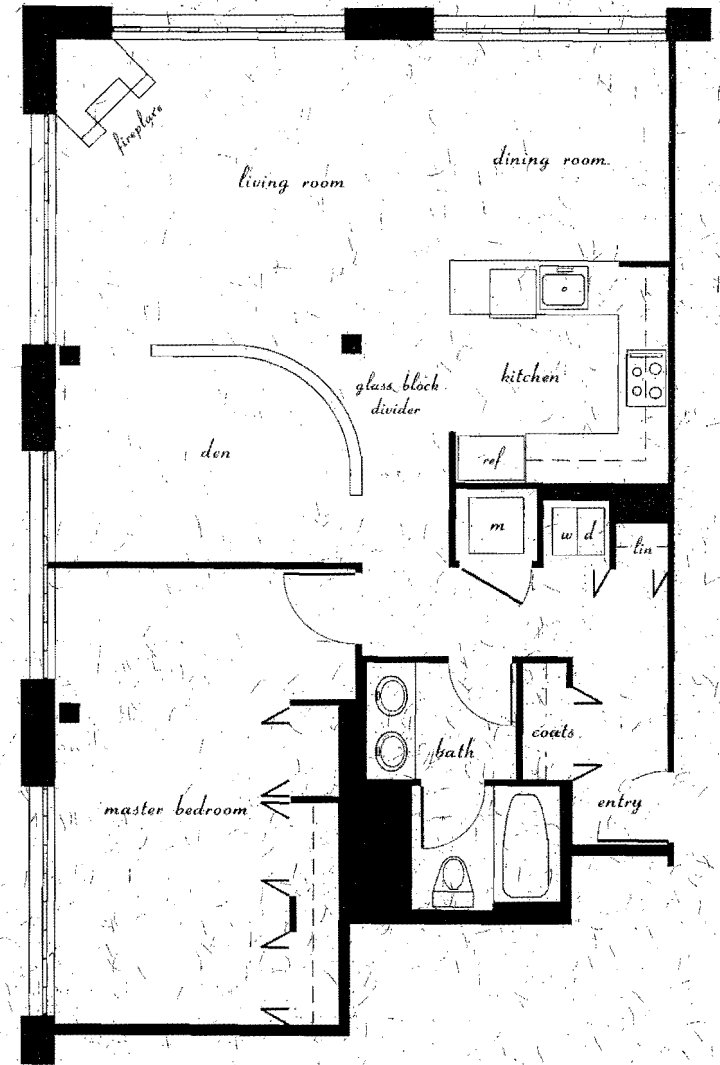 fireplace
living room
dining room
kitchen
glass block
divider
den
ref
m
w d
lin
bath
coats
master bedroom
entry